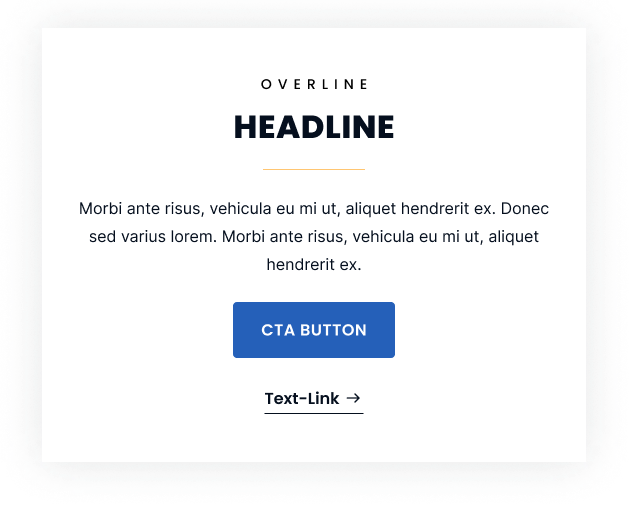 OVERLINE
HEADLINE
Morbi ante risus, vehicula eu mi ut, aliquet hendrerit ex. Donec
sed varius lorem. Morbi ante risus, vehicula eu mi ut, aliquet
hendrerit ex.
CTA BUTTON
Text-Link →